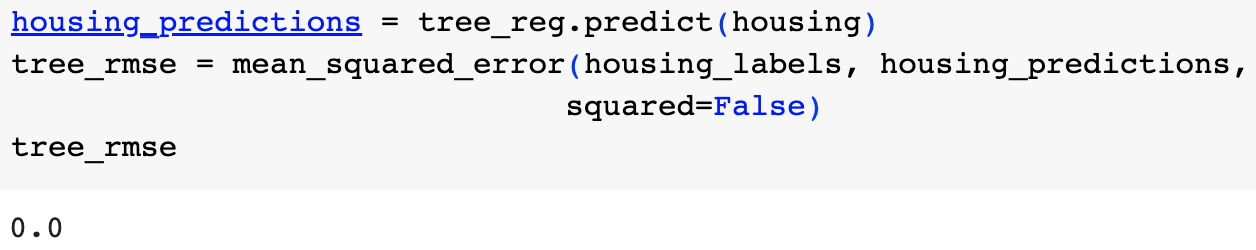 housing_predictions = tree_reg.predict(housing)
tree_rmse = mean_squared_error(housing_labels, housing_predictions,
                              squared=False)
tree_rmse
0.0